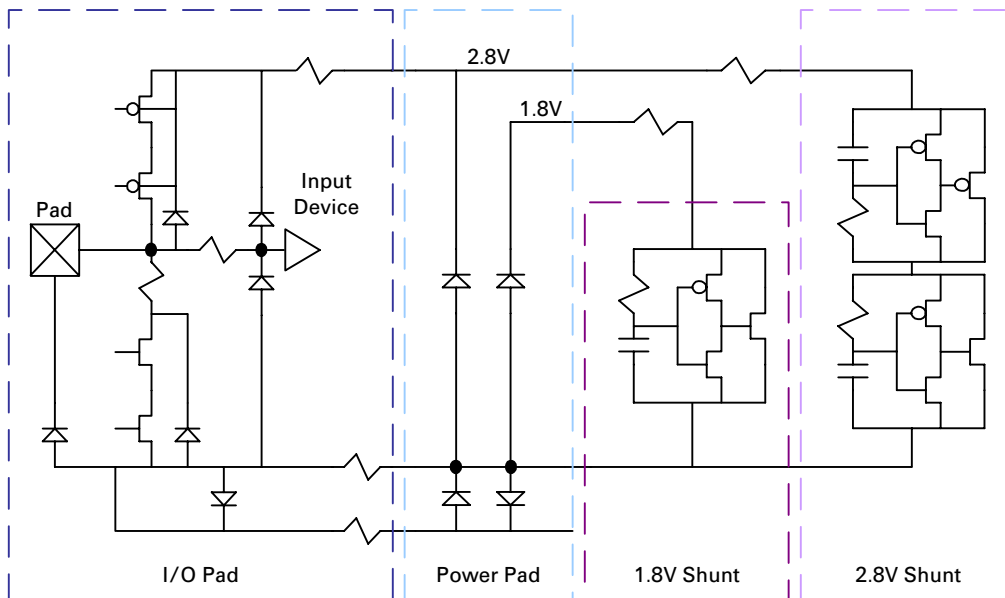 2.8V
1.8V
Input
Device
Pad
I/O Pad
Power Pad
1.8V Shunt
2.8V Shunt